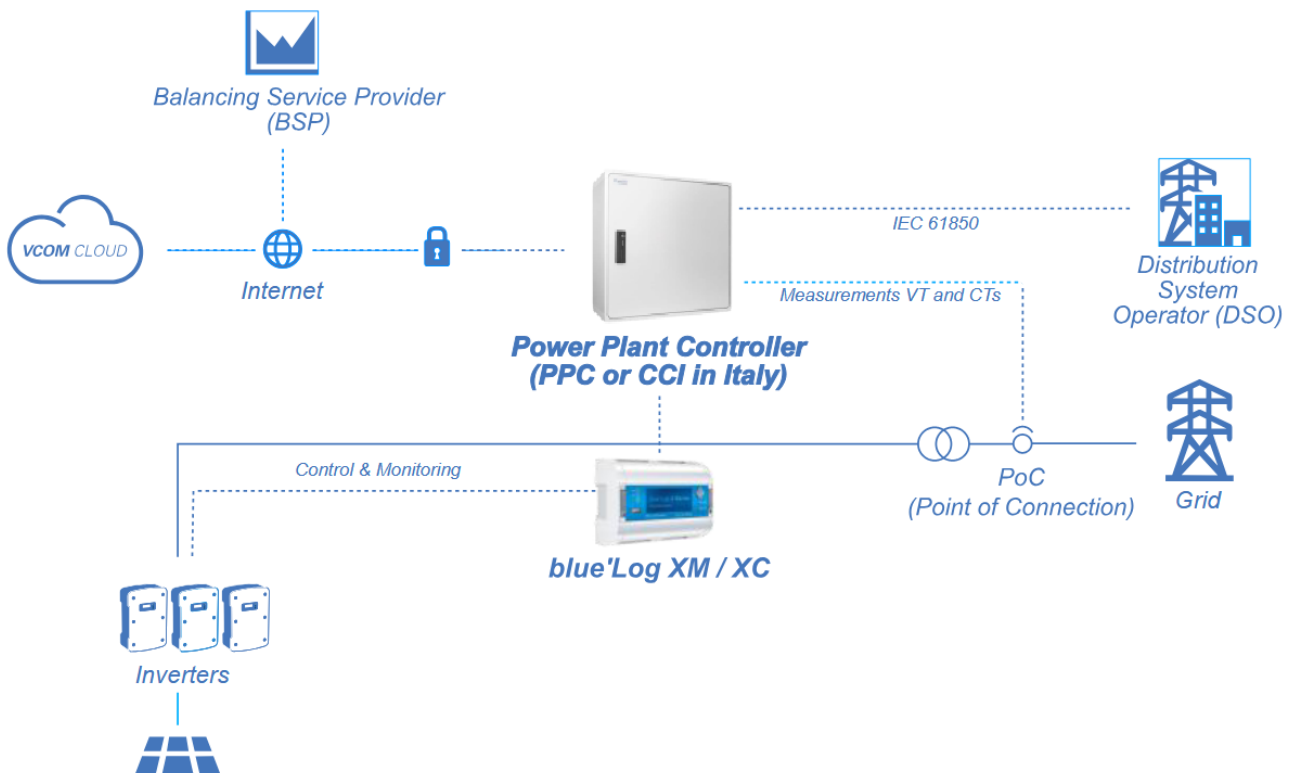 Balancing Service Provider
(BSP)
VCOM CLOUD
Internet
IEC 61850
Measurements VT and CTs
Distribution
System
Operator (DSO)
Power Plant Controller
(PPC or CCI in Italy)
Control & Monitoring
PoC
(Point of Connection)
Grid
blue'Log XM / XC
Inverters